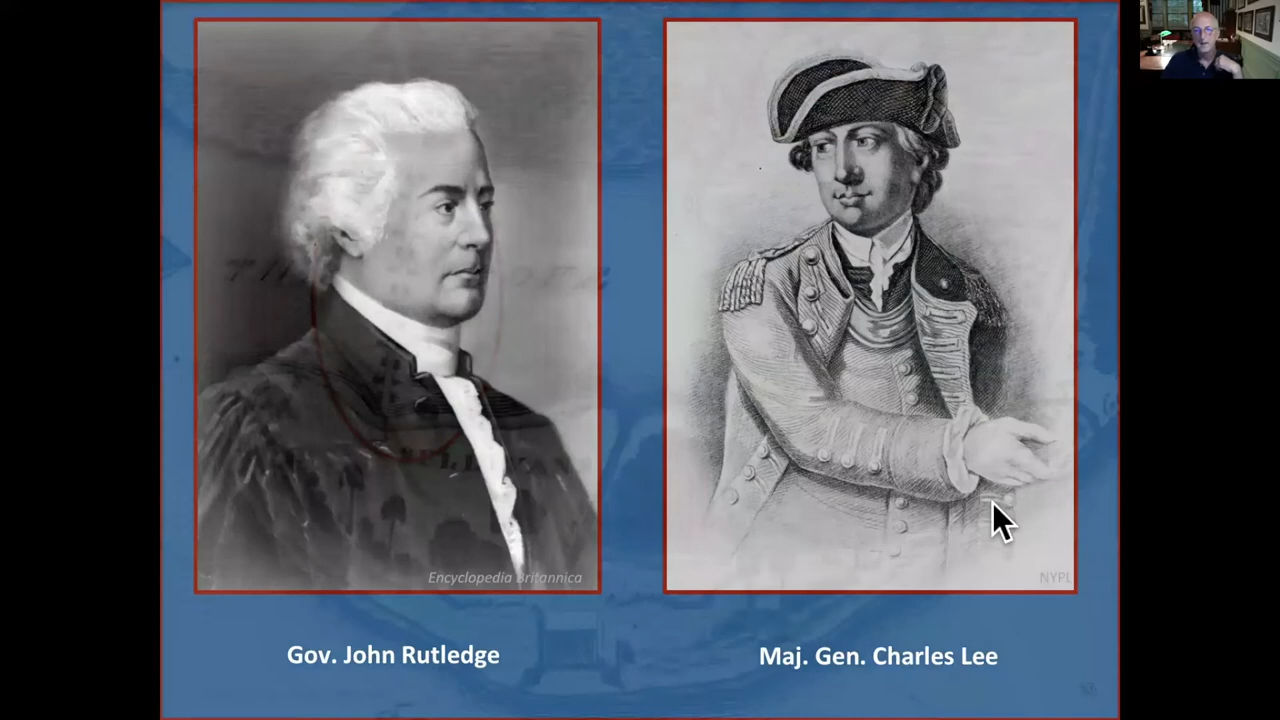 Encyclopedia Britannica
NYPL
Gov. John Rutledge
Maj. Gen. Charles Lee